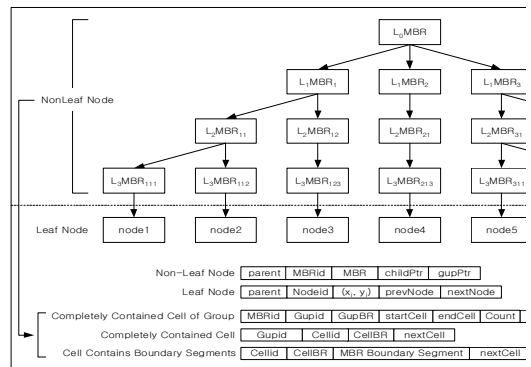 L0MBR
L1MBR1 L1MBR2 L1MBR3
NonLeaf Node
L2MBR11 L2MBR12 L2MBR21 L2MBR31
L3MBR111 L3MBR112 L3MBR123 L3MBR213 L3MBR311
Leaf Node node1 node2 node3 node4 node5
Non-Leaf Node parent MBRid MBR childPtr gupPtr
Leaf Node parent Nodeid (xi, yi) prevNode nextNode
Completely Contained Cell of Group MBRid Gupid GupBR startCell endCell Count
Completely Contained Cell Gupid Cellid CellBR nextCell
Cell Contains Boundary Segments Cellid CellBR MBR Boundary Segment nextCell